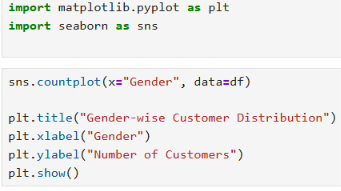 import matplotlib.pyplot as plt
import seaborn as sns
sns.countplot(x="Gender", data=df)
plt.title("Gender-wise Customer Distribution")
plt.xlabel("Gender")
plt.ylabel("Number of Customers")
plt.show()